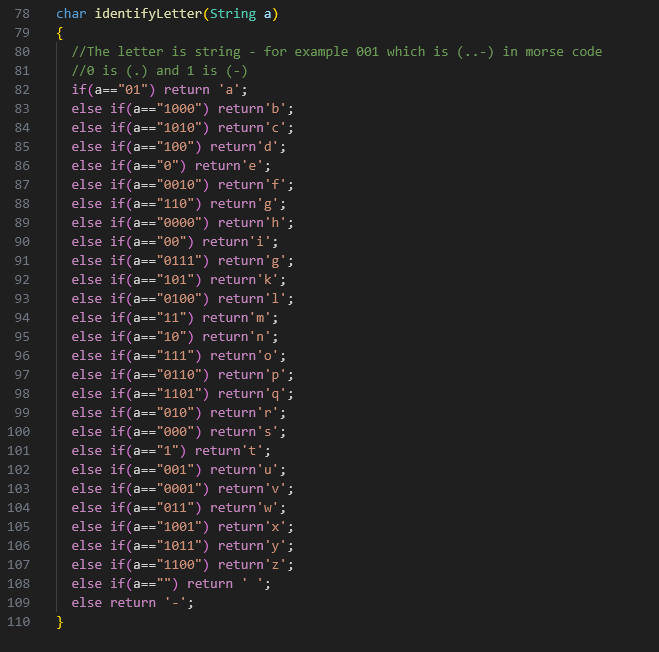 78 char identifyLetter(String a)
79 {
80 //The letter is string - for example 001 which is (..-) in morse code
81 //0 is (.) and 1 is (-)
82 if(a=="01") return 'a';
83 else if(a=="1000") return'b';
84 else if(a=="1010") return'c';
85 else if(a=="100") return'd';
86 else if(a=="0") return'e';
87 else if(a=="0010") return'f';
88 else if(a=="110") return'g';
89 else if(a=="0000") return'h';
90 else if(a=="00") return'i';
91 else if(a=="0111") return'g';
92 else if(a=="101") return'k';
93 else if(a=="0100") return'l';
94 else if(a=="11") return'm';
95 else if(a=="10") return'n';
96 else if(a=="111") return'o';
97 else if(a=="0110") return'p';
98 else if(a=="1101") return'q';
99 else if(a=="010") return'r';
100 else if(a=="000") return's';
101 else if(a=="1") return't';
102 else if(a=="001") return'u';
103 else if(a=="0001") return'v';
104 else if(a=="011") return'w';
105 else if(a=="1001") return'x';
106 else if(a=="1011") return'y';
107 else if(a=="1100") return'z';
108 else if(a=="") return ' ';
109 else return '-';
110 }